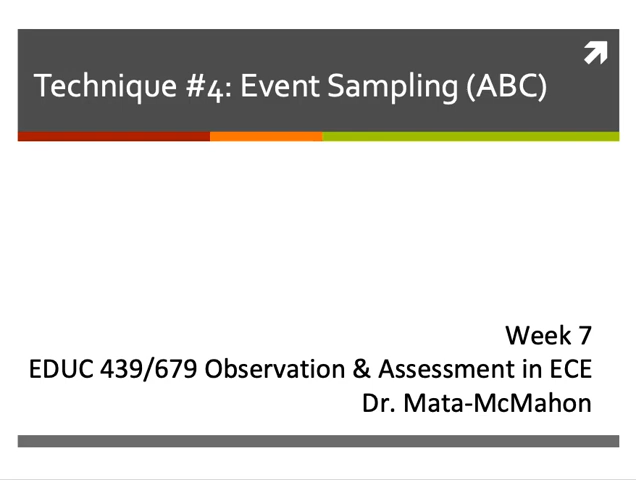 Technique #4: Event Sampling (ABC)
Week 7
EDUC 439/679 Observation & Assessment in ECE
Dr. Mata-McMahon